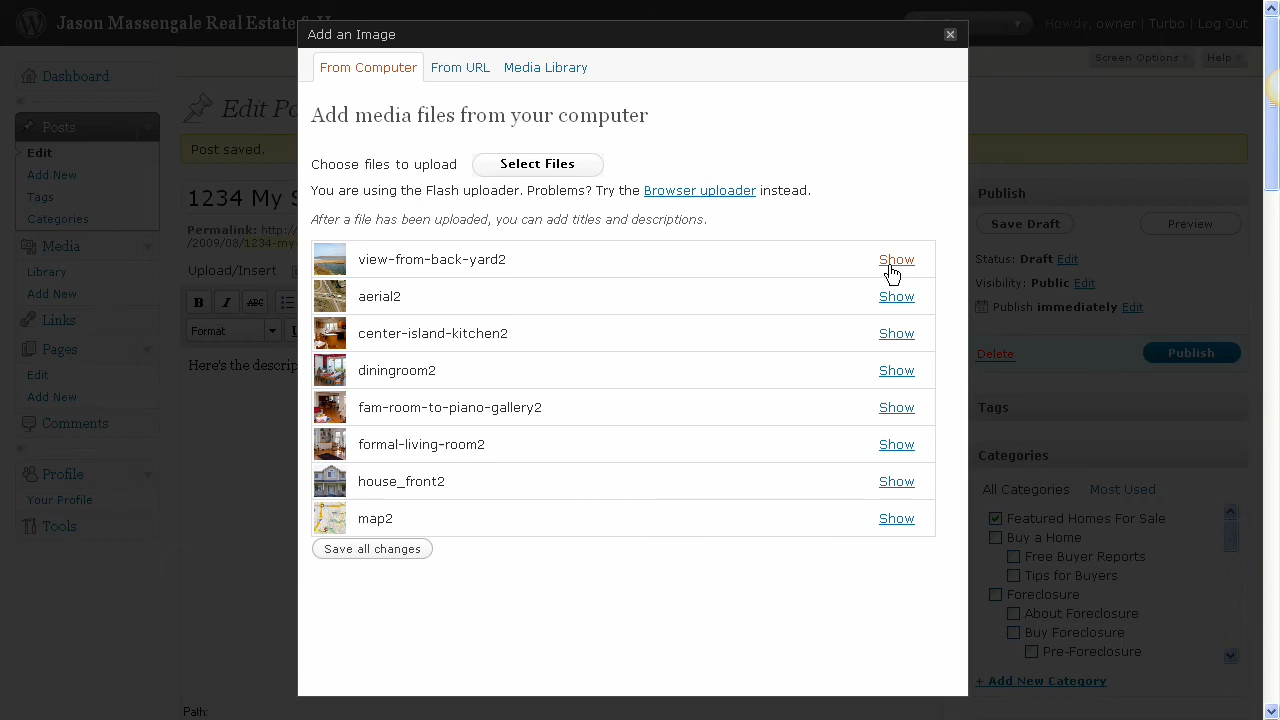 Jason Massengale Real Estate &
Howdy, owner | Turbo | Log Out
Add an Image
Screen Options
Help
From Computer
From URL
Media Library
Dashboard
Posts
Edit
Add New
Tags
Categories
Media
Library
Add New
Links
Pages
Edit
Add New
Comments
Profile
Your Profile
Tools
Edit Po
Post saved.
1234 My S
Permalink: http:/
/2009/08/1234-my-
Upload/Insert
B I ABC
Format
Here's the descrip
Path:
Add media files from your computer
Choose files to upload
Select Files
You are using the Flash uploader. Problems? Try the Browser uploader instead.
After a file has been uploaded, you can add titles and descriptions.
view-from-back-yard2 Show
aerial2 Show
center-island-kitchen2 Show
diningroom2 Show
fam-room-to-piano-gallery2 Show
formal-living-room2 Show
house_front2 Show
map2 Show
Save all changes
Publish
Save Draft
Preview
Status: Draft Edit
Visibility: Public Edit
Publish immediately Edit
Delete
Publish
Tags
Categories
All Categories
Most Used
Featured Homes For Sale
Buy a Home
Free Buyer Reports
Tips for Buyers
Foreclosure
About Foreclosure
Buy Foreclosure
Pre-Foreclosure
+ Add New Category